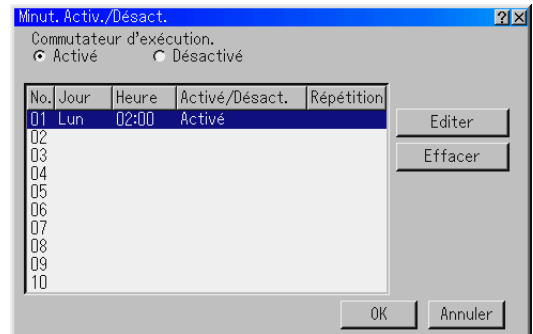 Minut. Activ./Désact. ? X
Commutateur d'exécution.
Activé Désactivé
No. Jour Heure Activé/Désact. Répétition
01 Lun 02:00 Activé
02
03
04
05
06
07
08
09
10
Editer
Effacer
OK Annuler